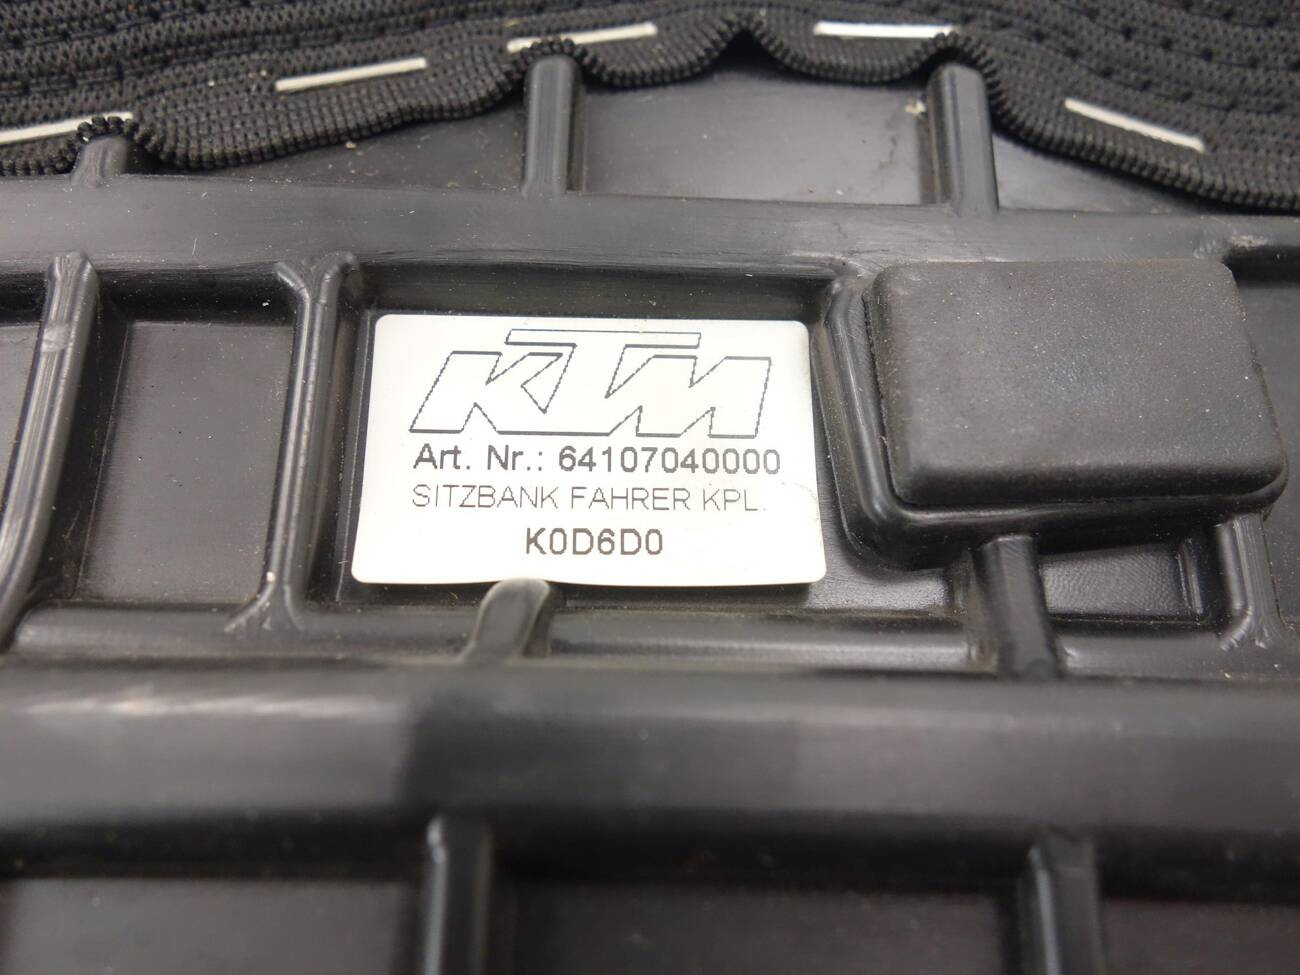 KTM
Art. Nr.: 64107040000
SITZBANK FAHRER KPL.
K0D6D0